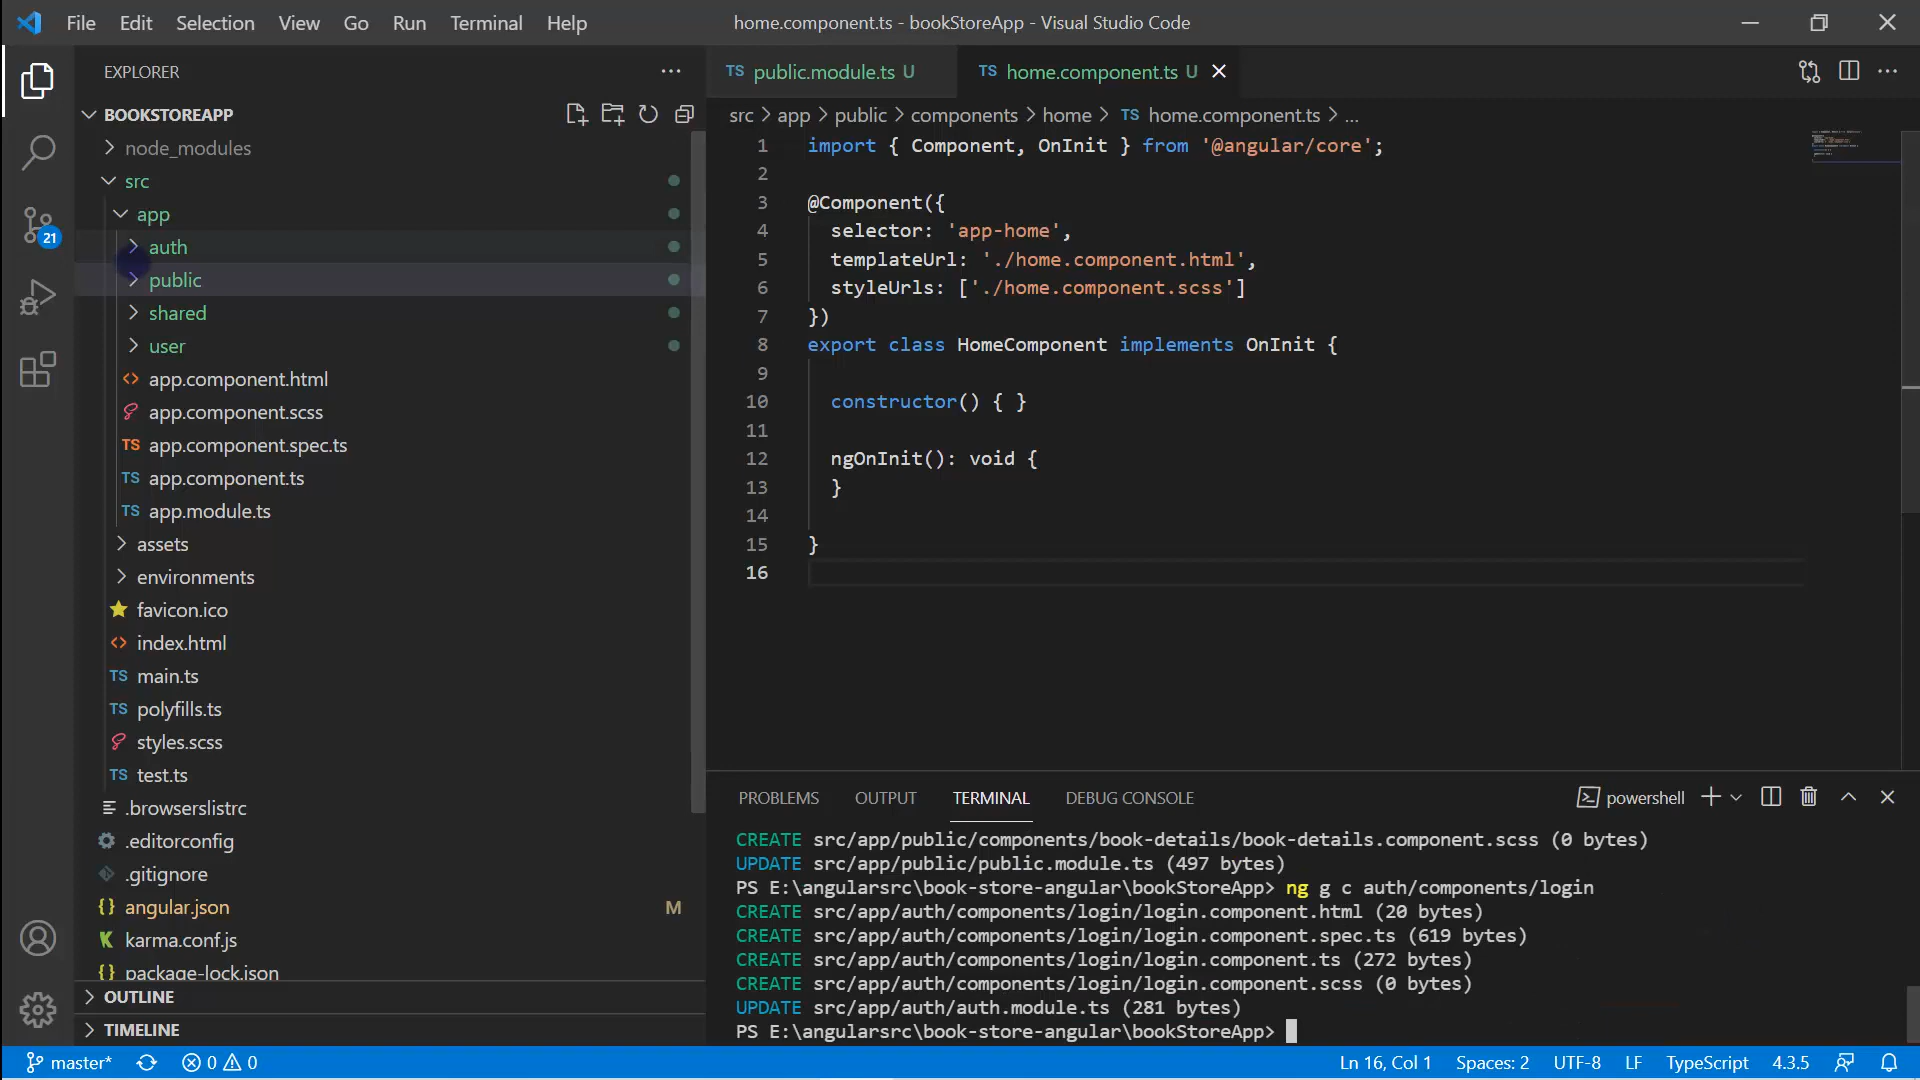 File Edit Selection View Go Run Terminal Help
home.component.ts - bookStoreApp - Visual Studio Code
EXPLORER
BOOKSTOREAPP
node_modules
src
app
auth
public
shared
user
app.component.html
app.component.scss
TS app.component.spec.ts
TS app.component.ts
TS app.module.ts
assets
environments
favicon.ico
index.html
TS main.ts
TS polyfills.ts
styles.scss
TS test.ts
.browserslistrc
.editorconfig
.gitignore
{} angular.json M
karma.conf.js
{} package-lock.json
OUTLINE
TIMELINE
21
TS public.module.ts U
TS home.component.ts U
src > app > public > components > home > TS home.component.ts > ...
1 import { Component, OnInit } from '@angular/core';
2
3 @Component({
4 selector: 'app-home',
5 templateUrl: './home.component.html',
6 styleUrls: ['./home.component.scss']
7 })
8 export class HomeComponent implements OnInit {
9
10 constructor() { }
11
12 ngOnInit(): void {
13 }
14
15 }
16
PROBLEMS OUTPUT TERMINAL DEBUG CONSOLE
powershell
CREATE src/app/public/components/book-details/book-details.component.scss (0 bytes)
UPDATE src/app/public/public.module.ts (497 bytes)
PS E:\angularsrc\book-store-angular\bookStoreApp> ng g c auth/components/login
CREATE src/app/auth/components/login/login.component.html (20 bytes)
CREATE src/app/auth/components/login/login.component.spec.ts (619 bytes)
CREATE src/app/auth/components/login/login.component.ts (272 bytes)
CREATE src/app/auth/components/login/login.component.scss (0 bytes)
UPDATE src/app/auth/auth.module.ts (281 bytes)
PS E:\angularsrc\book-store-angular\bookStoreApp>
master* 0 0
Ln 16, Col 1 Spaces: 2 UTF-8 LF TypeScript 4.3.5